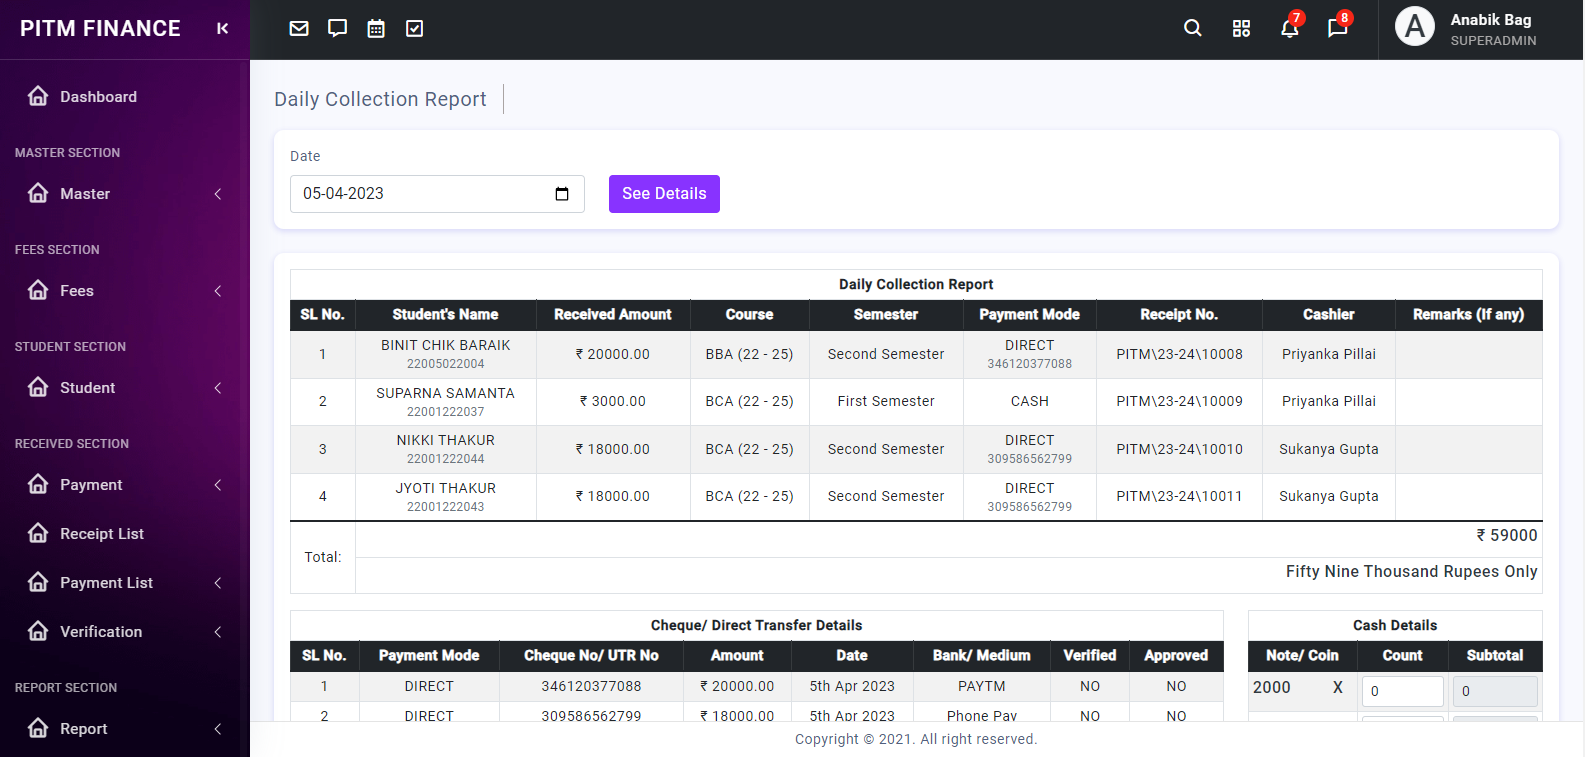 PITM FINANCE
7
8
A
Anabik Bag
SUPERADMIN
Dashboard
MASTER SECTION
Master
FEES SECTION
Fees
STUDENT SECTION
Student
RECEIVED SECTION
Payment
Receipt List
Payment List
Verification
REPORT SECTION
Report
Daily Collection Report
Date
05-04-2023
See Details
Daily Collection Report
SL No. Student's Name Received Amount Course Semester Payment Mode Receipt No. Cashier Remarks (If any)
1 BINIT CHIK BARAIK ₹ 20000.00 BBA (22 - 25) Second Semester DIRECT PITM\23-24\10008 Priyanka Pillai
22005022004 346120377088
2 SUPARNA SAMANTA ₹ 3000.00 BCA (22 - 25) First Semester CASH PITM\23-24\10009 Priyanka Pillai
22001222037
3 NIKKI THAKUR ₹ 18000.00 BCA (22 - 25) Second Semester DIRECT PITM\23-24\10010 Sukanya Gupta
22001222044 309586562799
4 JYOTI THAKUR ₹ 18000.00 BCA (22 - 25) Second Semester DIRECT PITM\23-24\10011 Sukanya Gupta
22001222043 309586562799
Total:
₹ 59000
Fifty Nine Thousand Rupees Only
Cheque/ Direct Transfer Details
SL No. Payment Mode Cheque No/ UTR No Amount Date Bank/ Medium Verified Approved
1 DIRECT 346120377088 ₹ 20000.00 5th Apr 2023 PAYTM NO NO
2 DIRECT 309586562799 ₹ 18000.00 5th Apr 2023 Phone Pay NO NO
Cash Details
Note/ Coin Count Subtotal
2000 X 0 0
Copyright © 2021. All right reserved.